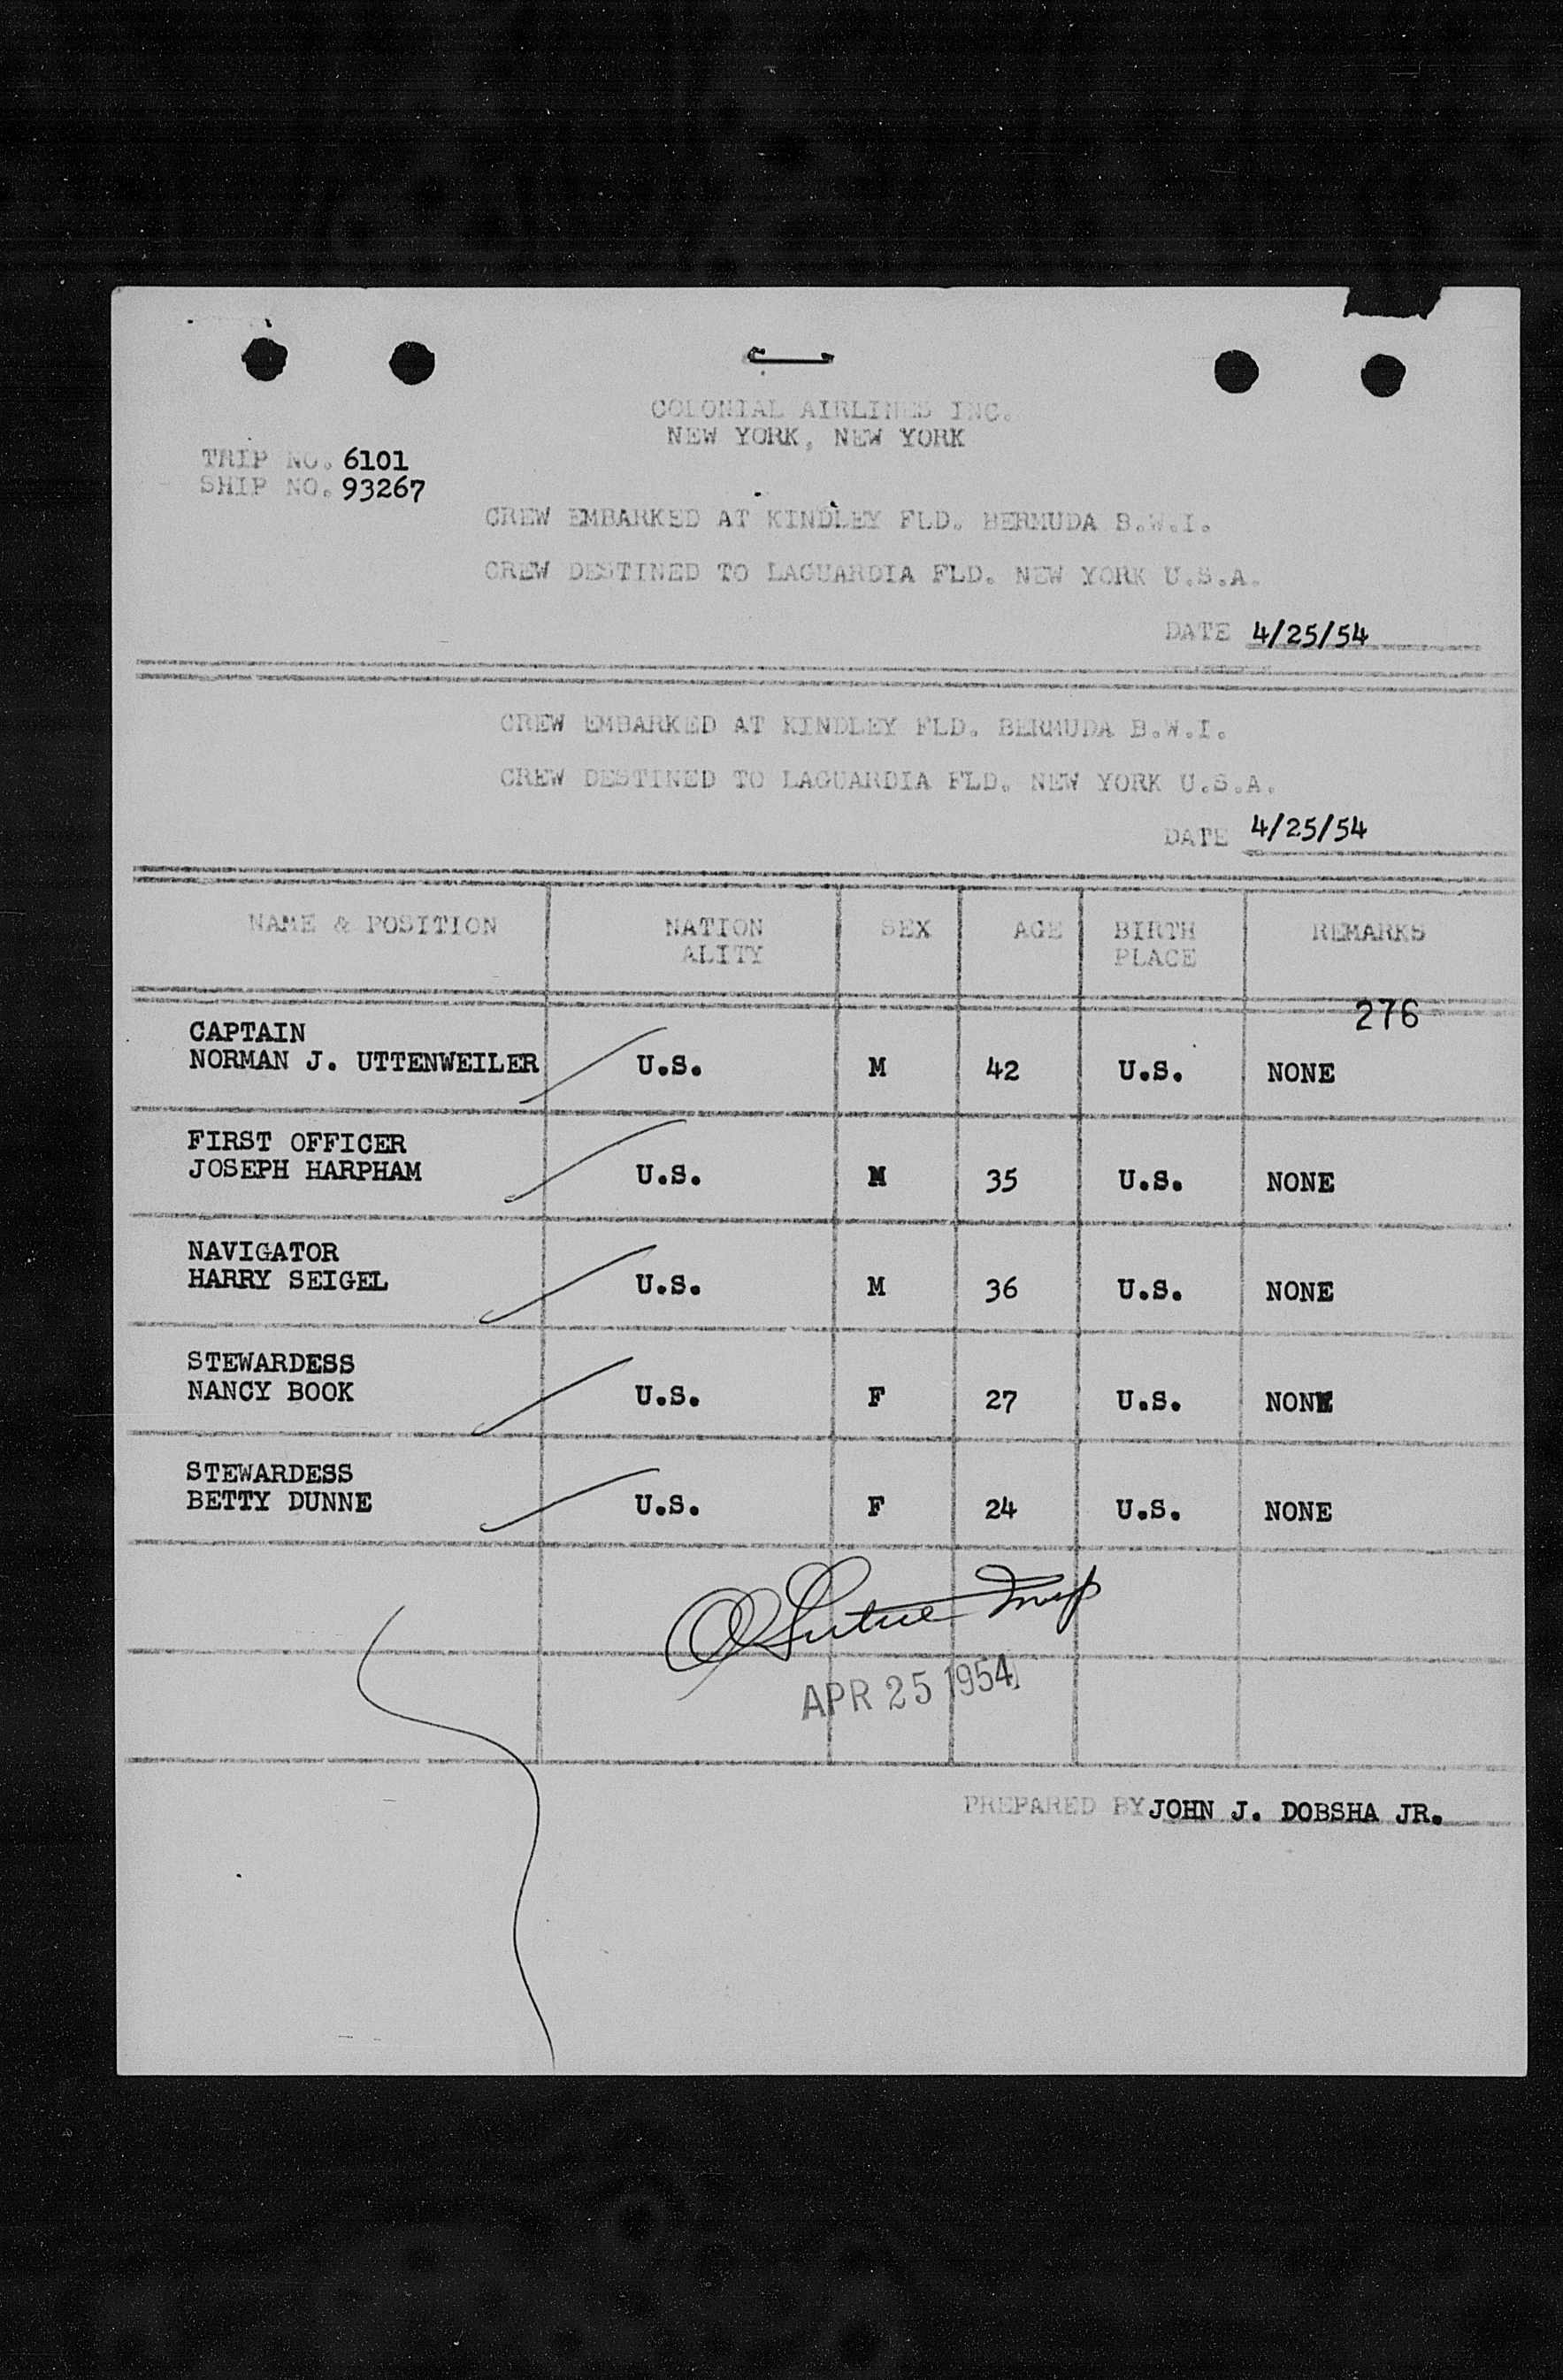 COLONIAL AIRLINES INC.
NEW YORK, NEW YORK
TRIP NO. 6101
SHIP NO. 93267
CREW EMBARKED AT KINDLEY FLD. BERMUDA B.W.I.
CREW DESTINED TO LAGUARDIA FLD. NEW YORK U.S.A.
DATE 4/25/54
CREW EMBARKED AT KINDLEY FLD. BERMUDA B.W.I.
CREW DESTINED TO LAGUARDIA FLD. NEW YORK U.S.A.
DATE 4/25/54
NAME & POSITION NATION SEX AGE BIRTH REMARKS
ALITY PLACE
276
CAPTAIN
NORMAN J. UTTENWEILER U.S. M 42 U.S. NONE
FIRST OFFICER
JOSEPH HARPHAM U.S. M 35 U.S. NONE
NAVIGATOR
HARRY SEIGEL U.S. M 36 U.S. NONE
STEWARDESS
NANCY BOOK U.S. F 27 U.S. NONE
STEWARDESS
BETTY DUNNE U.S. F 24 U.S. NONE
APR 25 1954
PREPARED BY JOHN J. DOBSHA JR.